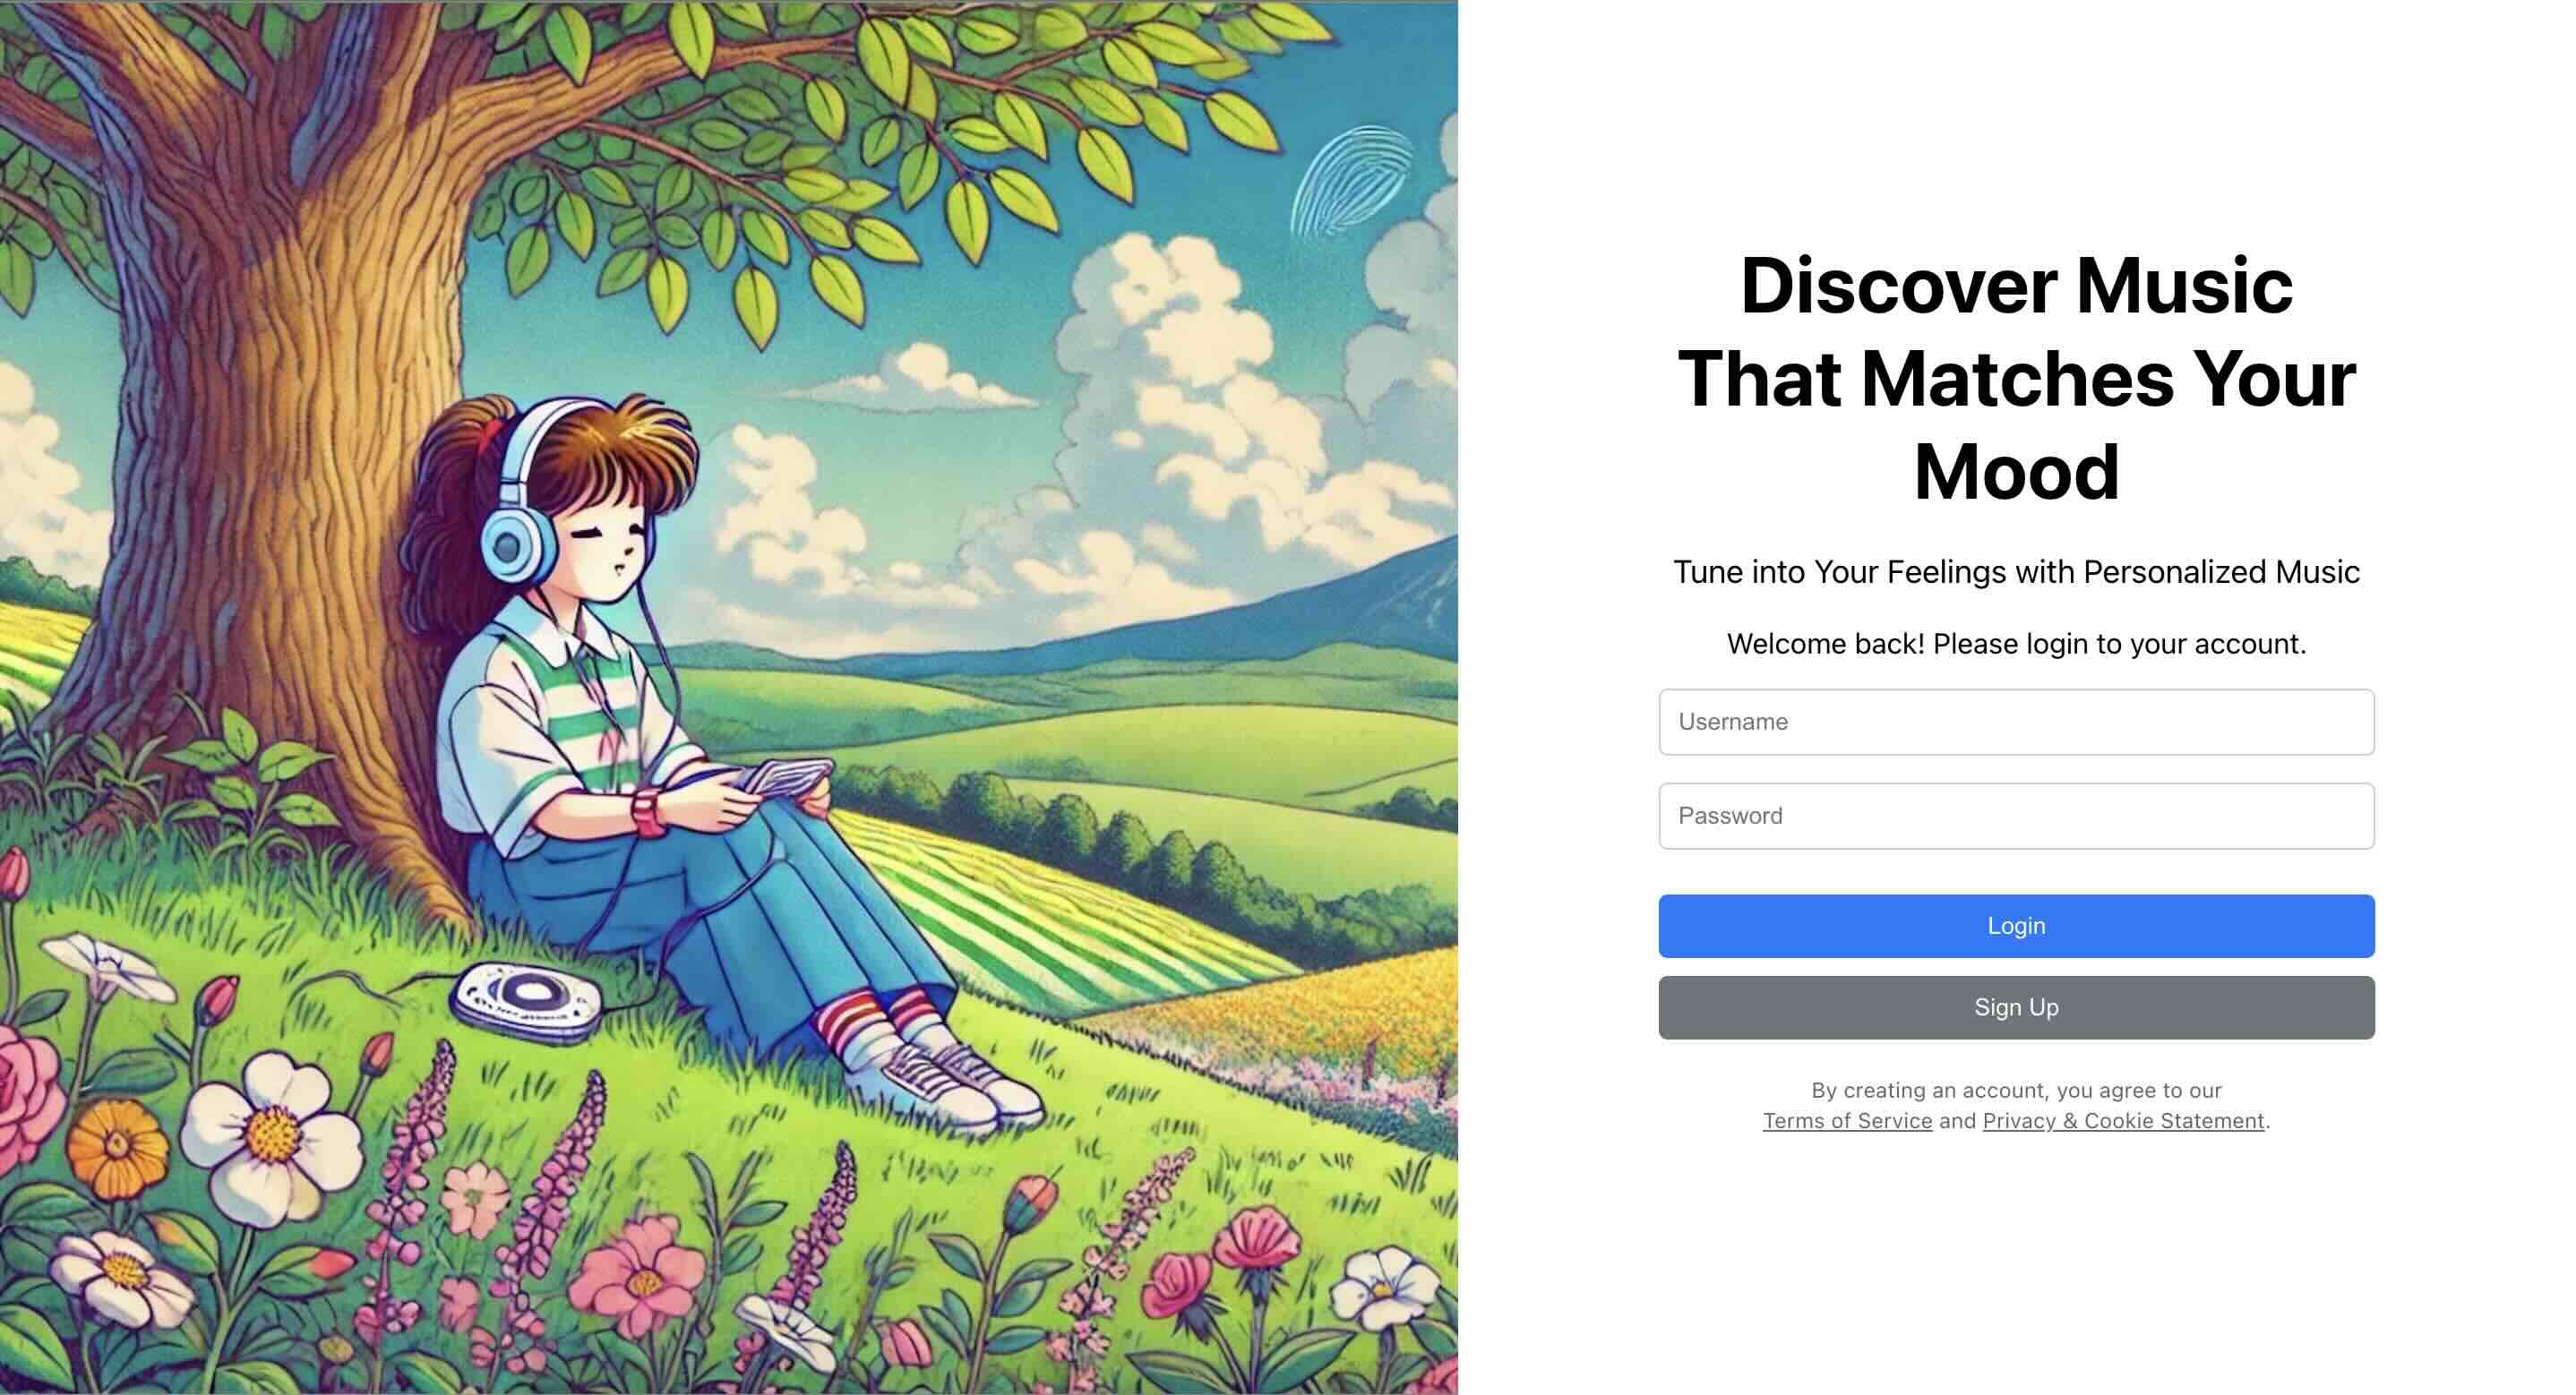 Discover Music
That Matches Your
Mood
Tune into Your Feelings with Personalized Music
Welcome back! Please login to your account.
Username
Password
Login
Sign Up
By creating an account, you agree to our
Terms of Service and Privacy & Cookie Statement.